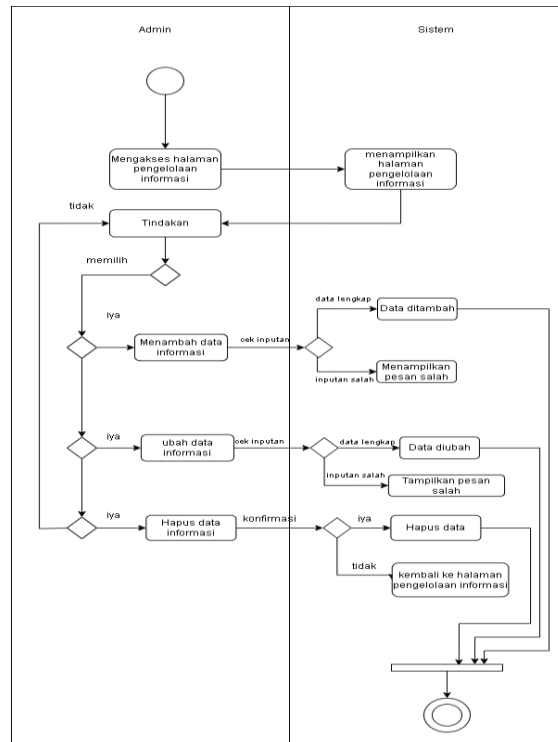 Admin
Sistem
Mengakses halaman
pengelolaan
informasi
menampilkan
halaman
pengelolaan
informasi
tidak
Tindakan
memilih
iya
Menambah data
informasi
cek inputan
data lengkap
Data ditambah
inputan salah
Menampilkan
pesan salah
iya
ubah data
informasi
cek inputan
data lengkap
Data diubah
inputan salah
Tampilkan pesan
salah
iya
Hapus data
informasi
konfirmasi
iya
Hapus data
tidak
kembali ke halaman
pengelolaan informasi